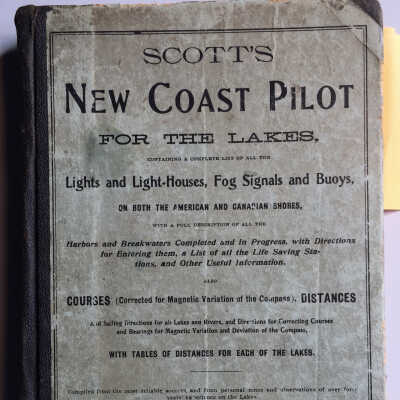 SCOTT'S
NEW COAST PILOT
FOR THE LAKES,
CONTAINING A COMPLETE LIST OF ALL THE
Lights and Light-Houses, Fog Signals and Buoys,
ON BOTH THE AMERICAN AND CANADIAN SHORES,
WITH A FULL DESCRIPTION OF ALL THE
Harbors and Breakwaters Completed and In Progress, with Directions
for Entering them, a List of all the Life Saving Sta-
tions, and Other Useful Information.
ALSO
COURSES (Corrected for Magnetic Variation of the Compass), DISTANCES
And Sailing Directions for all Lakes and Rivers, and Directions for Correcting Courses
and Bearings for Magnetic Variation and Deviation of the Compass,
WITH TABLES OF DISTANCES FOR EACH OF THE LAKES.
Compiled from the most reliable sources and from personal notes and observations of over forty
years on the Lakes